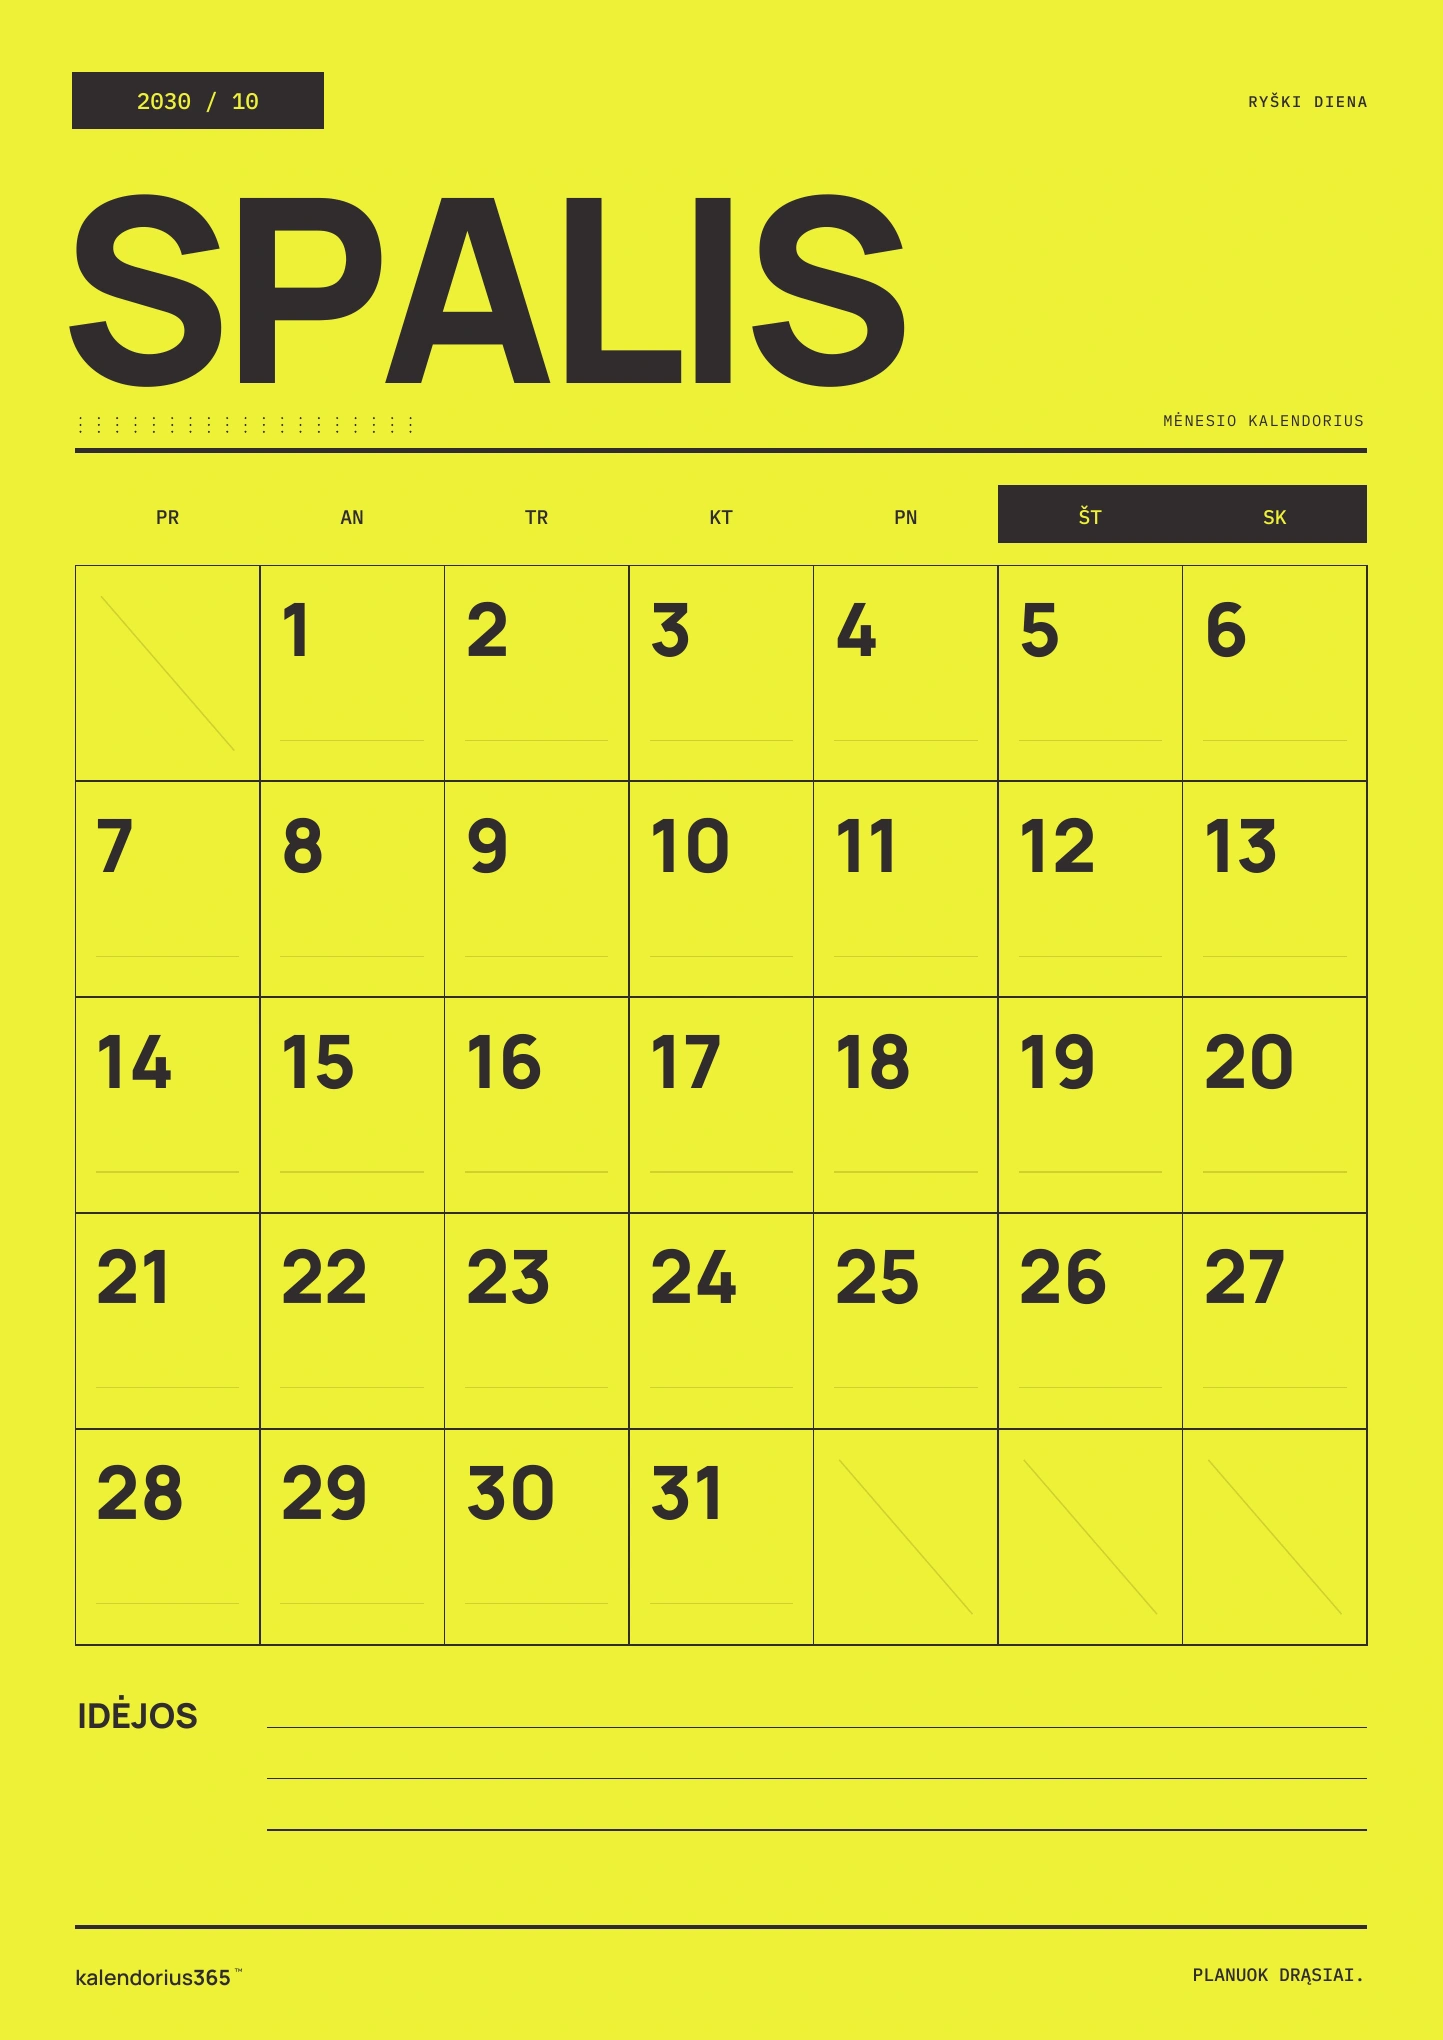 2030 / 10
RYŠKI DIENA
SPALIS
MĖNESIO KALENDORIUS
PR AN TR KT PN ŠT SK
1 2 3 4 5 6
7 8 9 10 11 12 13
14 15 16 17 18 19 20
21 22 23 24 25 26 27
28 29 30 31
IDĖJOS
kalendorius365™
PLANUOK DRĄSIAI.